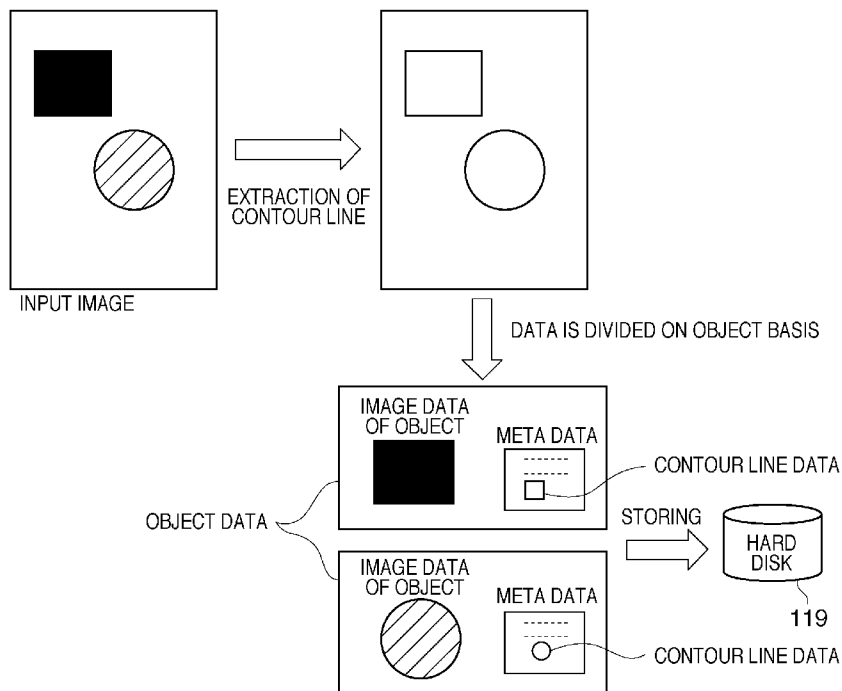 INPUT IMAGE
EXTRACTION OF
CONTOUR LINE
DATA IS DIVIDED ON OBJECT BASIS
IMAGE DATA
OF OBJECT
META DATA
CONTOUR LINE DATA
OBJECT DATA
STORING
HARD
DISK
119
IMAGE DATA
OF OBJECT
META DATA
CONTOUR LINE DATA